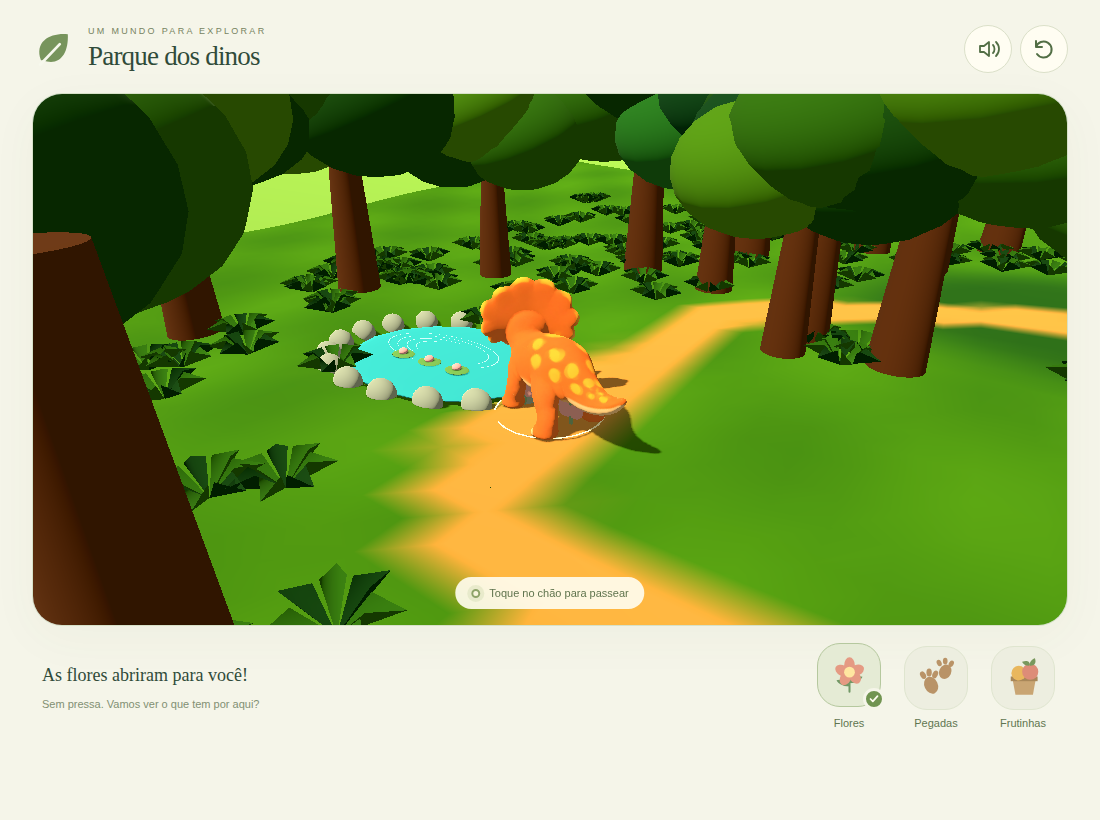 UM MUNDO PARA EXPLORAR
Parque dos dinos
Toque no chão para passear
As flores abriram para você!
Sem pressa. Vamos ver o que tem por aqui?
Flores
Pegadas
Frutinhas